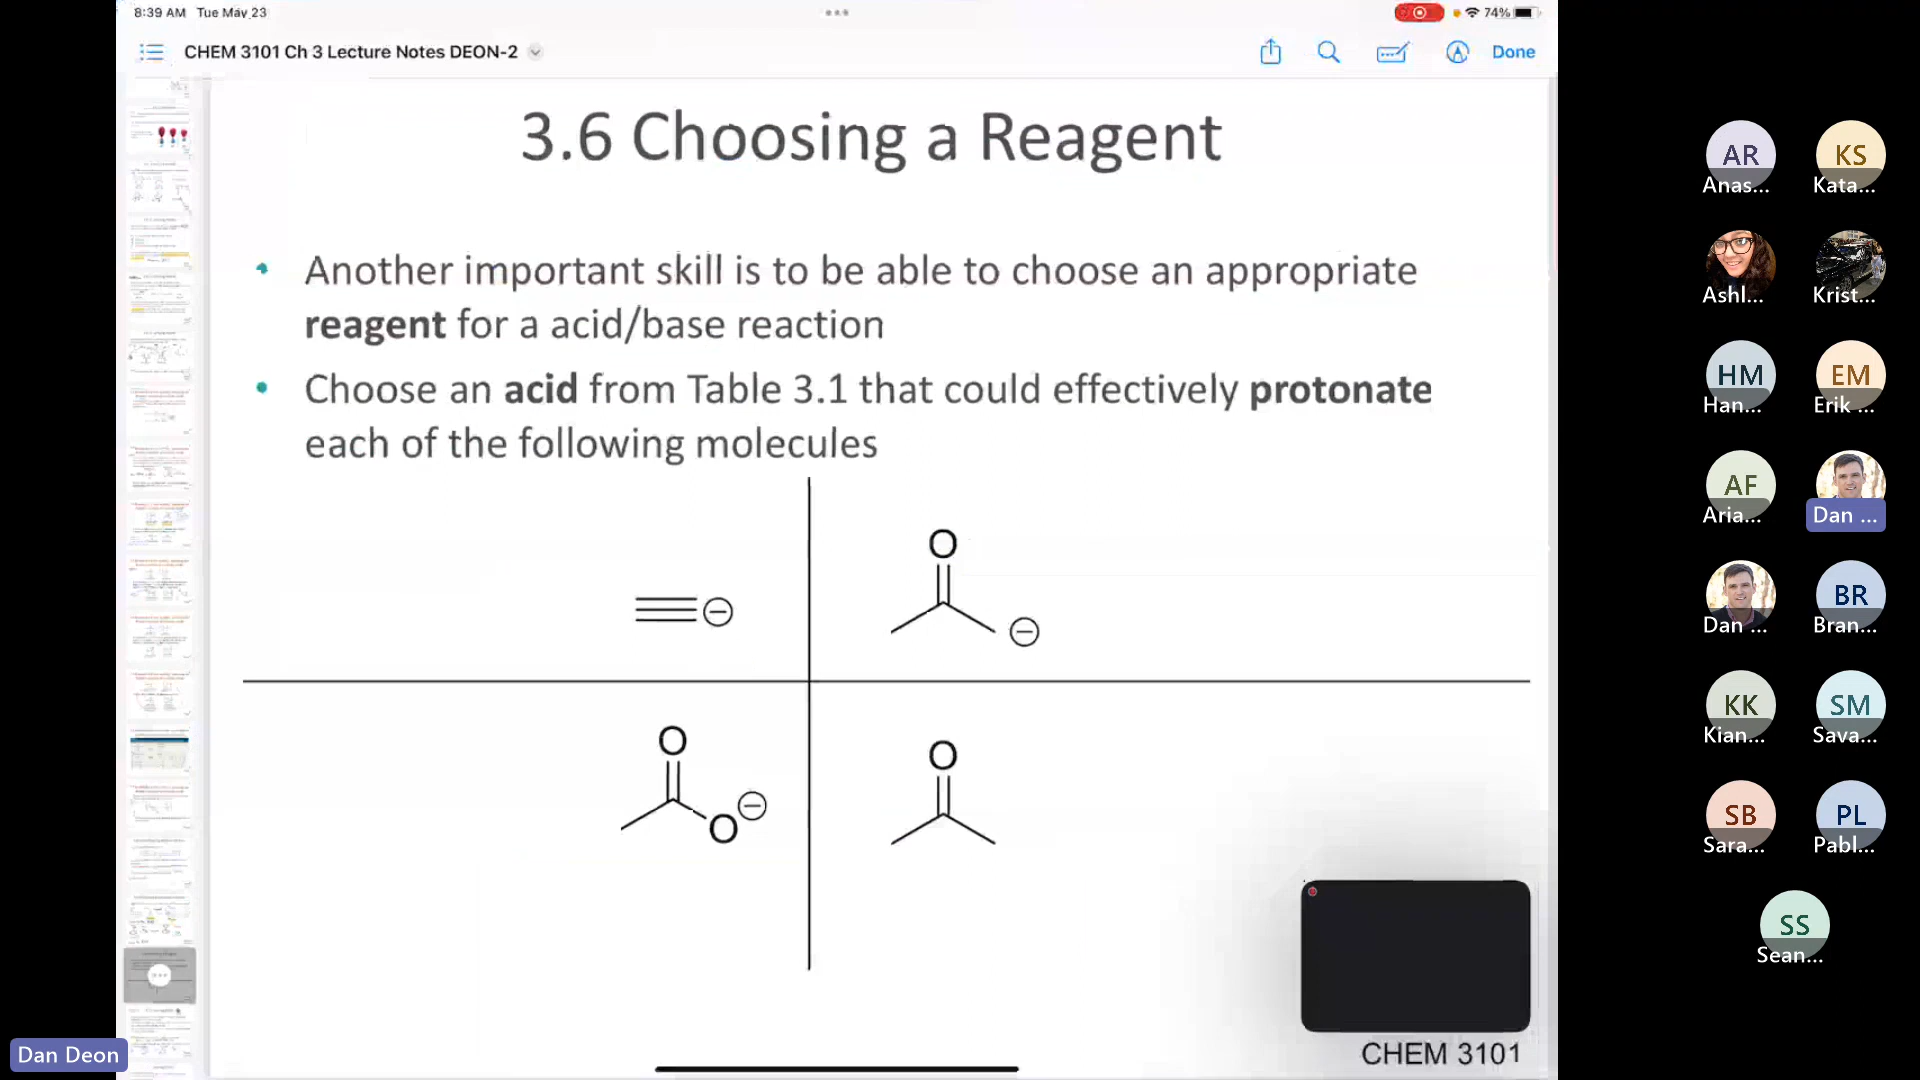 8:39 AM Tue May 23
74%
CHEM 3101 Ch 3 Lecture Notes DEON-2
Done
3.6 Choosing a Reagent
• Another important skill is to be able to choose an appropriate
reagent for a acid/base reaction
• Choose an acid from Table 3.1 that could effectively protonate
each of the following molecules
O
O
O
O
O
CHEM 3101
Dan Deon
AR
Anas...
KS
Kata...
Ashl...
Krist...
HM
Han...
EM
Erik ...
AF
Aria...
Dan ...
Dan ...
BR
Bran...
KK
Kian...
SM
Sava...
SB
Sara...
PL
Pabl...
SS
Sean...